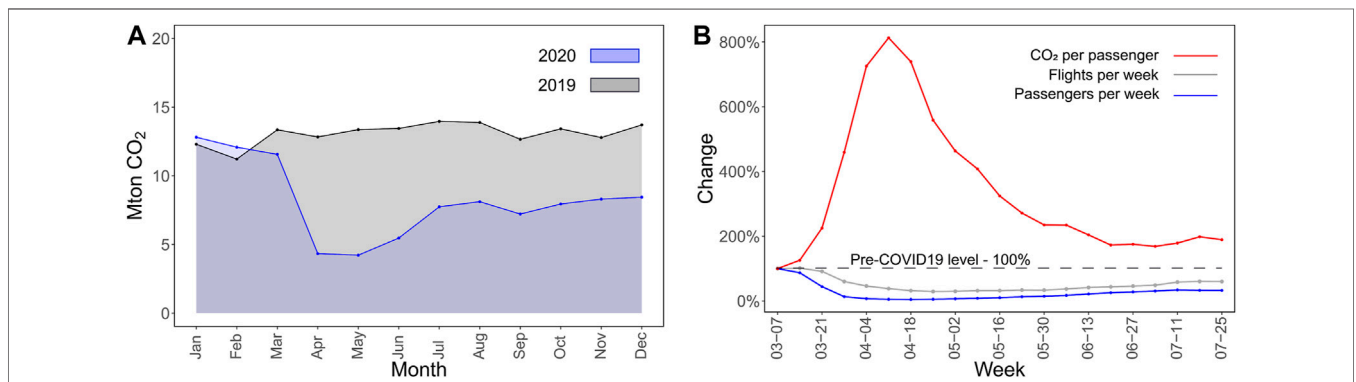 A
20
15
10
5
0
Mton CO₂
2020
2019
Jan
Feb
Mar
Apr
May
Jun
Jul
Aug
Sep
Oct
Nov
Dec
Month
B
800%
600%
400%
200%
0%
Change
CO₂ per passenger
Flights per week
Passengers per week
Pre-COVID19 level - 100%
03-07
03-21
04-04
04-18
05-02
05-16
05-30
06-13
06-27
07-11
07-25
Week